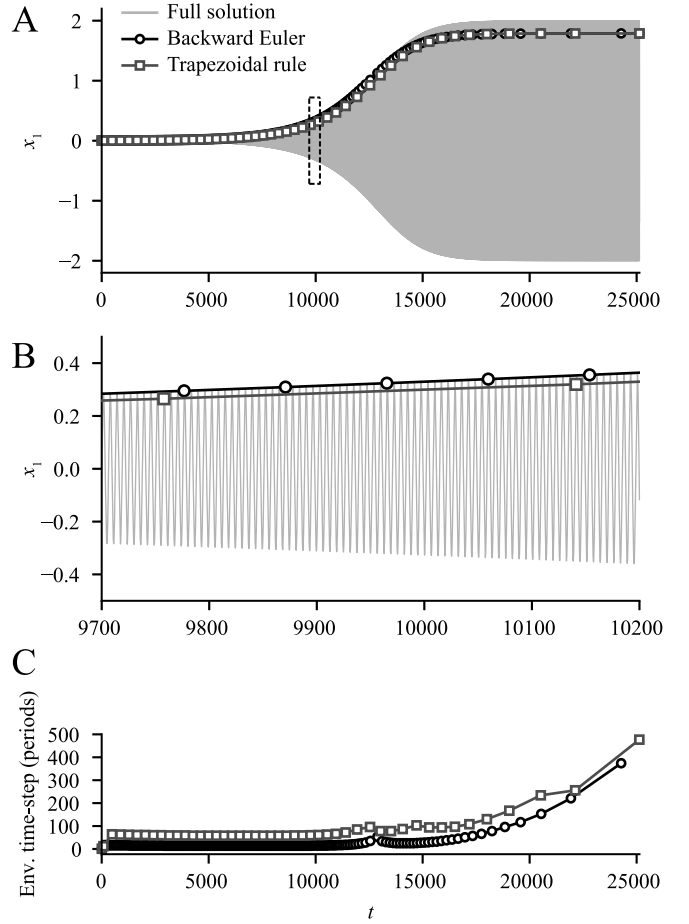 A
Full solution
Backward Euler
Trapezoidal rule
2
1
0
−1
−2
x1
0 5000 10000 15000 20000 25000
B
0.4
0.2
0.0
−0.2
−0.4
x1
9700 9800 9900 10000 10100 10200
C
Env. time-step (periods)
500
400
300
200
100
0
0 5000 10000 15000 20000 25000
t